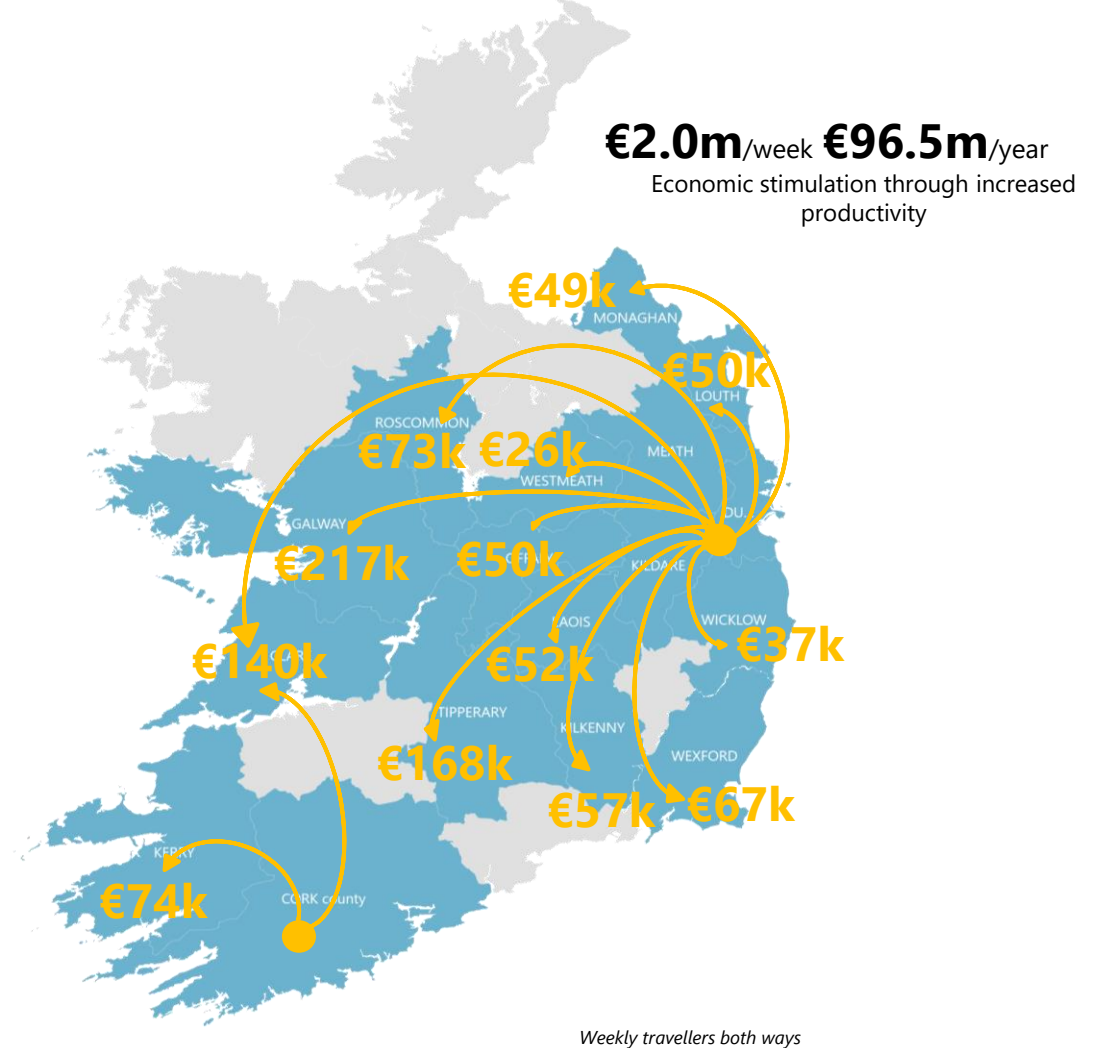 €2.0m/week €96.5m/year
Economic stimulation through increased
productivity
€49k
MONAGHAN
€50k
LOUTH
ROSCOMMON
€73k
€26k
MEATH
WESTMEATH
DU...
GALWAY
€217k
€50k
KILDARE
LAOIS
WICKLOW
€37k
€140k
€52k
TIPPERARY
KILKENNY
WEXFORD
€168k
€57k
€67k
KERRY
€74k
CORK county
Weekly travellers both ways